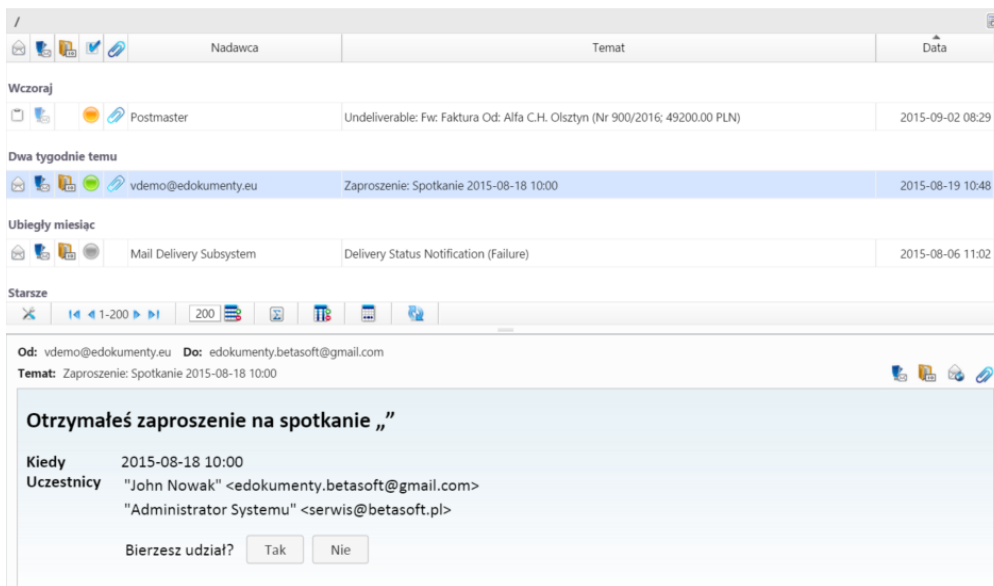 /
Nadawca Temat Data
Wczoraj
Postmaster Undeliverable: Fw: Faktura Od: Alfa C.H. Olsztyn (Nr 900/2016; 49200.00 PLN) 2015-09-02 08:29
Dwa tygodnie temu
vdemo@edokumenty.eu Zaproszenie: Spotkanie 2015-08-18 10:00 2015-08-19 10:48
Ubiegły miesiąc
Mail Delivery Subsystem Delivery Status Notification (Failure) 2015-08-06 11:02
Starsze
1-200 200
Od: vdemo@edokumenty.eu Do: edokumenty.betasoft@gmail.com
Temat: Zaproszenie: Spotkanie 2015-08-18 10:00
Otrzymałeś zaproszenie na spotkanie „”
Kiedy 2015-08-18 10:00
Uczestnicy "John Nowak" <edokumenty.betasoft@gmail.com>
"Administrator Systemu" <serwis@betasoft.pl>
Bierzesz udział? Tak Nie